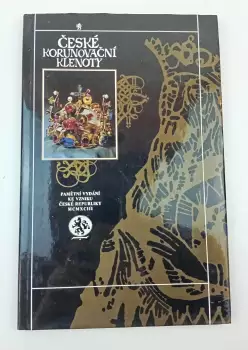 ČESKÉ
KORUNOVAČNÍ
KLENOTY
PAMĚTNÍ VYDÁNÍ
KE VZNIKU
ČESKÉ REPUBLIKY
MCMXCIII